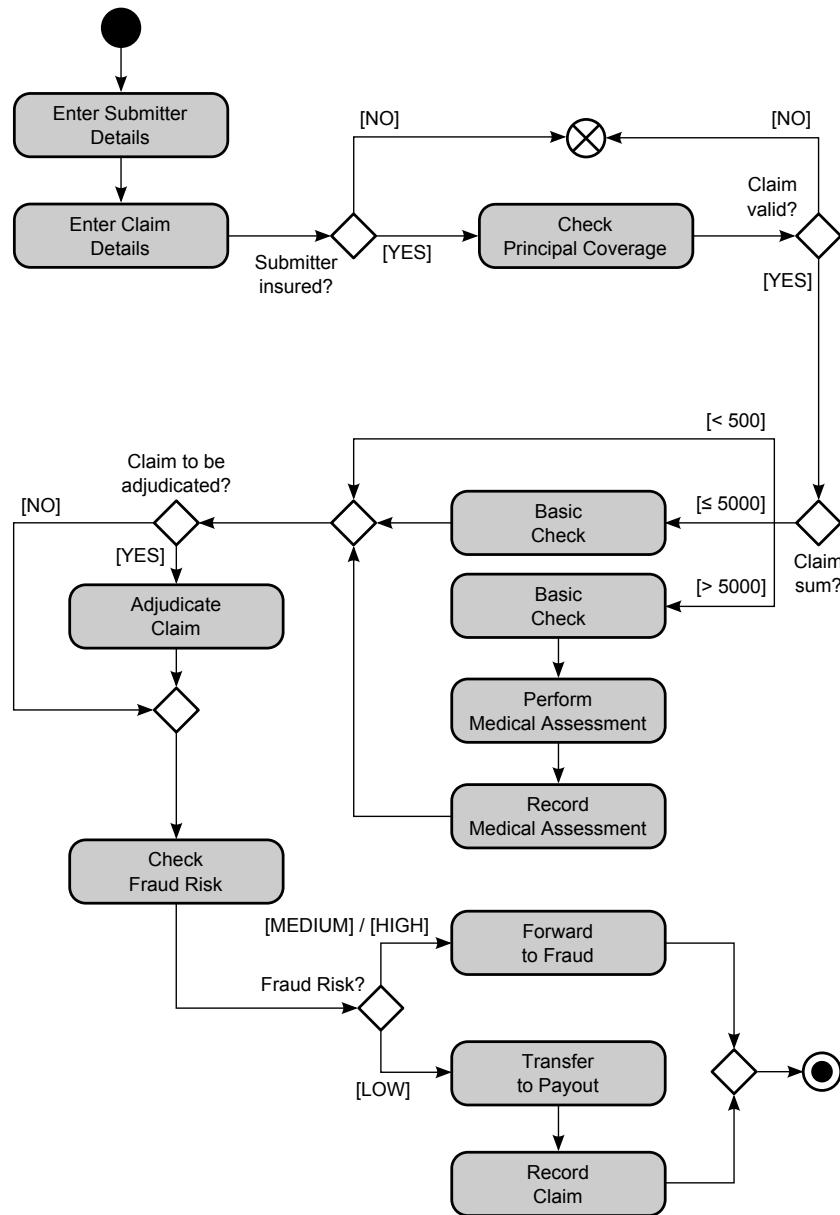 Enter Submitter
Details
[NO]
[NO]
Enter Claim
Details
Submitter
insured?
[YES]
Check
Principal Coverage
Claim
valid?
[YES]
[< 500]
Claim to be
adjudicated?
[NO]
[YES]
Basic
Check
[≤ 5000]
Claim
sum?
Adjudicate
Claim
Basic
Check
[> 5000]
Perform
Medical Assessment
Record
Medical Assessment
Check
Fraud Risk
[MEDIUM] / [HIGH]
Forward
to Fraud
Fraud Risk?
[LOW]
Transfer
to Payout
Record
Claim